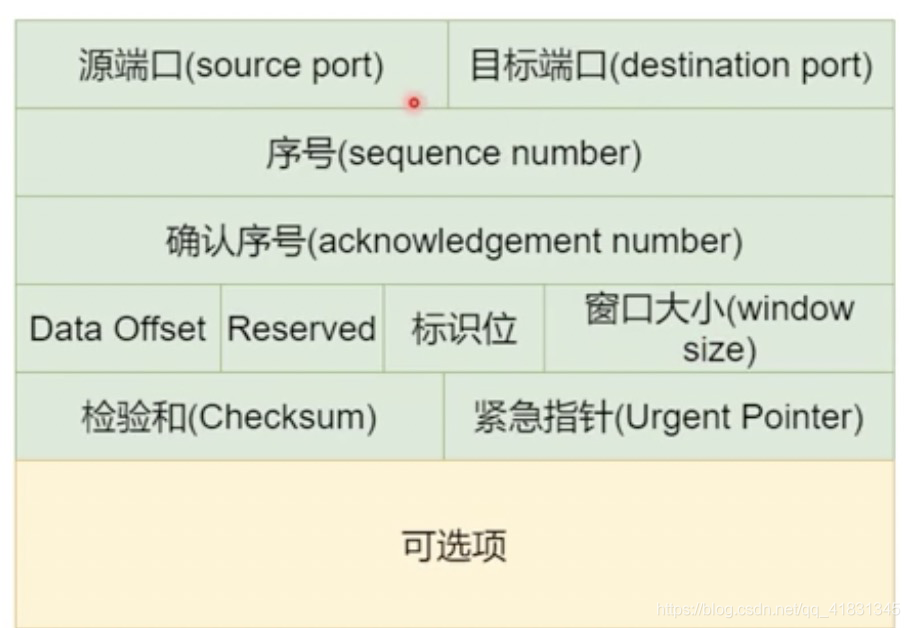 源端口(source port)
目标端口(destination port)
序号(sequence number)
确认序号(acknowledgement number)
Data Offset
Reserved
标识位
窗口大小(window
size)
检验和(Checksum)
紧急指针(Urgent Pointer)
可选项
https://blog.csdn.net/qq_41831345